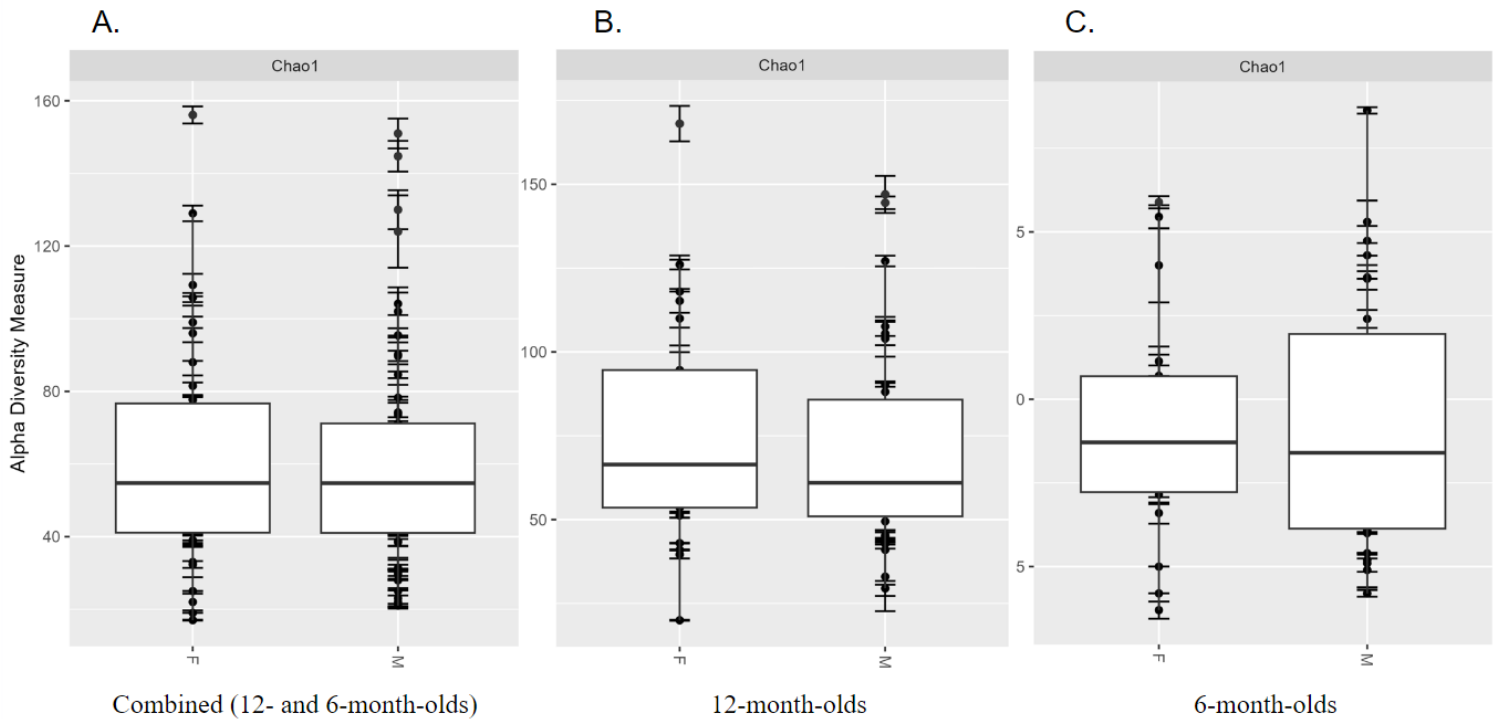 A.
B.
C.
Chao1
Chao1
Chao1
Alpha Diversity Measure
160
120
80
40
150
100
50
5
0
5
F
M
F
M
F
M
Combined (12- and 6-month-olds)
12-month-olds
6-month-olds